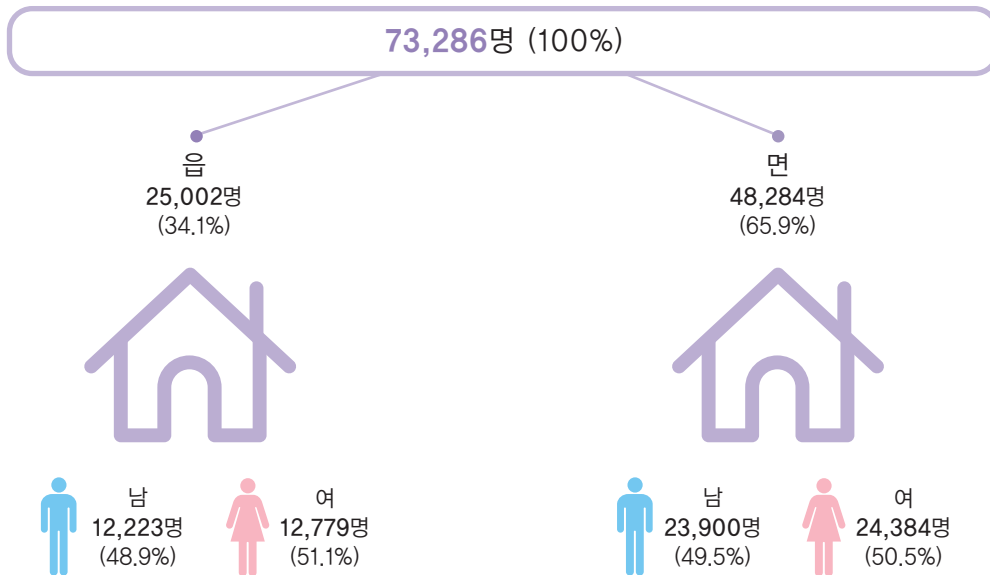 73,286명 (100%)
읍
25,002명
(34.1%)
면
48,284명
(65.9%)
남
12,223명
(48.9%)
여
12,779명
(51.1%)
남
23,900명
(49.5%)
여
24,384명
(50.5%)